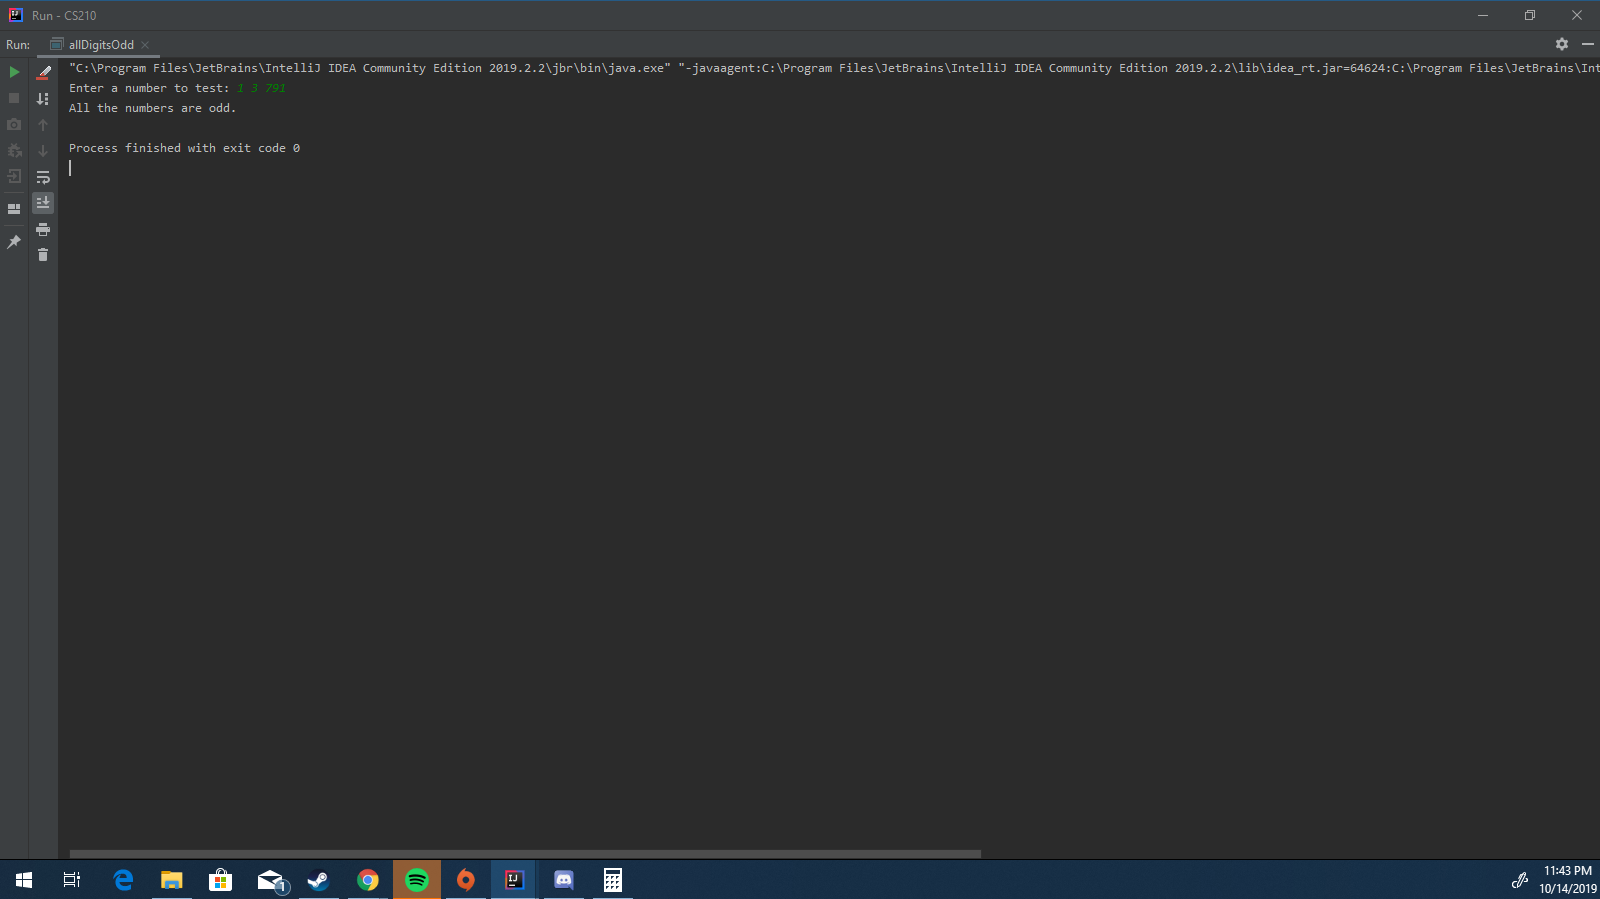 Run - CS210
Run:
allDigitsOdd
"C:\Program Files\JetBrains\IntelliJ IDEA Community Edition 2019.2.2\jbr\bin\java.exe" "-javaagent:C:\Program Files\JetBrains\IntelliJ IDEA Community Edition 2019.2.2\lib\idea_rt.jar=64624:C:\Program Files\JetBrains\Int
Enter a number to test: 1 3 791
All the numbers are odd.
Process finished with exit code 0
1
11:43 PM
10/14/2019